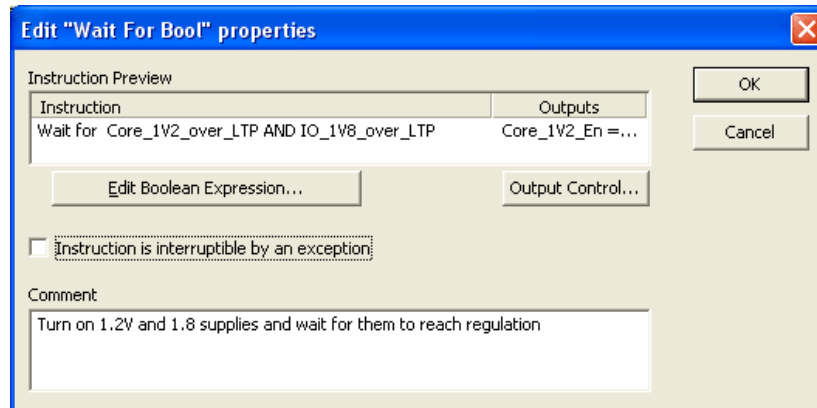 Edit "Wait For Bool" properties
Instruction Preview
OK
Instruction Outputs
Wait for Core_1V2_over_LTP AND IO_1V8_over_LTP Core_1V2_En =...
Cancel
Edit Boolean Expression... Output Control...
Instruction is interruptible by an exception
Comment
Turn on 1.2V and 1.8 supplies and wait for them to reach regulation